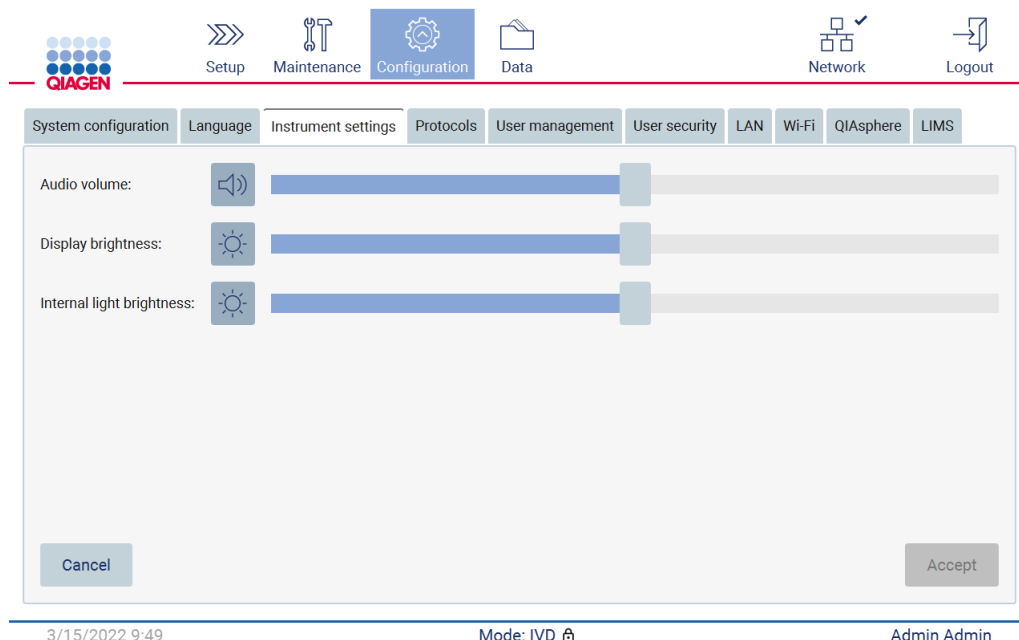 QIAGEN
Setup
Maintenance
Configuration
Data
Network
Logout
System configuration
Language
Instrument settings
Protocols
User management
User security
LAN
Wi-Fi
QIAsphere
LIMS
Audio volume:
Display brightness:
Internal light brightness:
Cancel
Accept
3/15/2022 9:49
Mode: IVD
Admin Admin